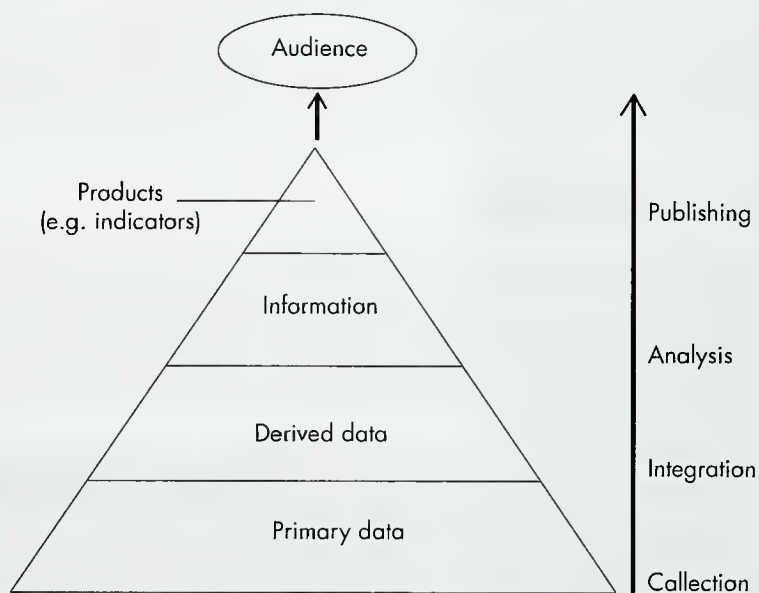 Audience
Products
(e.g. indicators)
Publishing
Information
Analysis
Derived data
Integration
Primary data
Callection